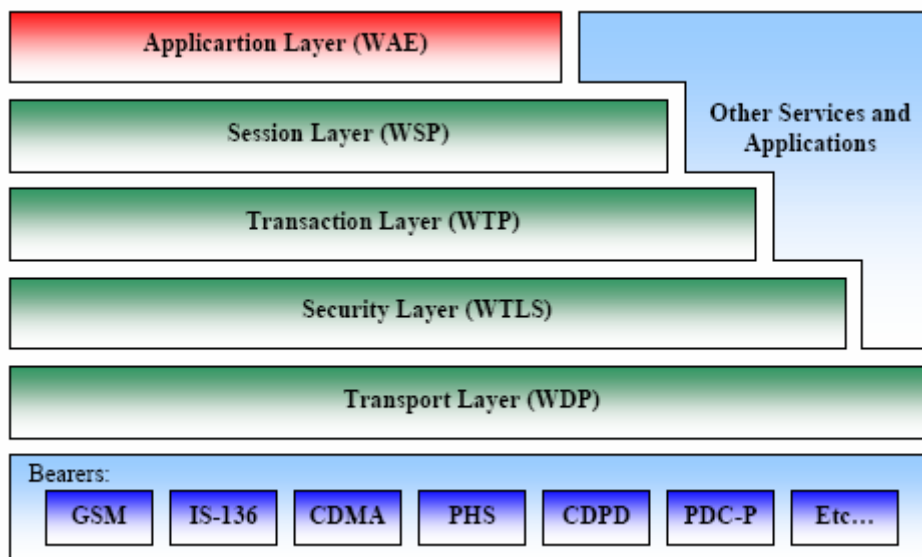 Applicartion Layer (WAE)
Other Services and
Applications
Session Layer (WSP)
Transaction Layer (WTP)
Security Layer (WTLS)
Transport Layer (WDP)
Bearers:
GSM IS-136 CDMA PHS CDPD PDC-P Etc...